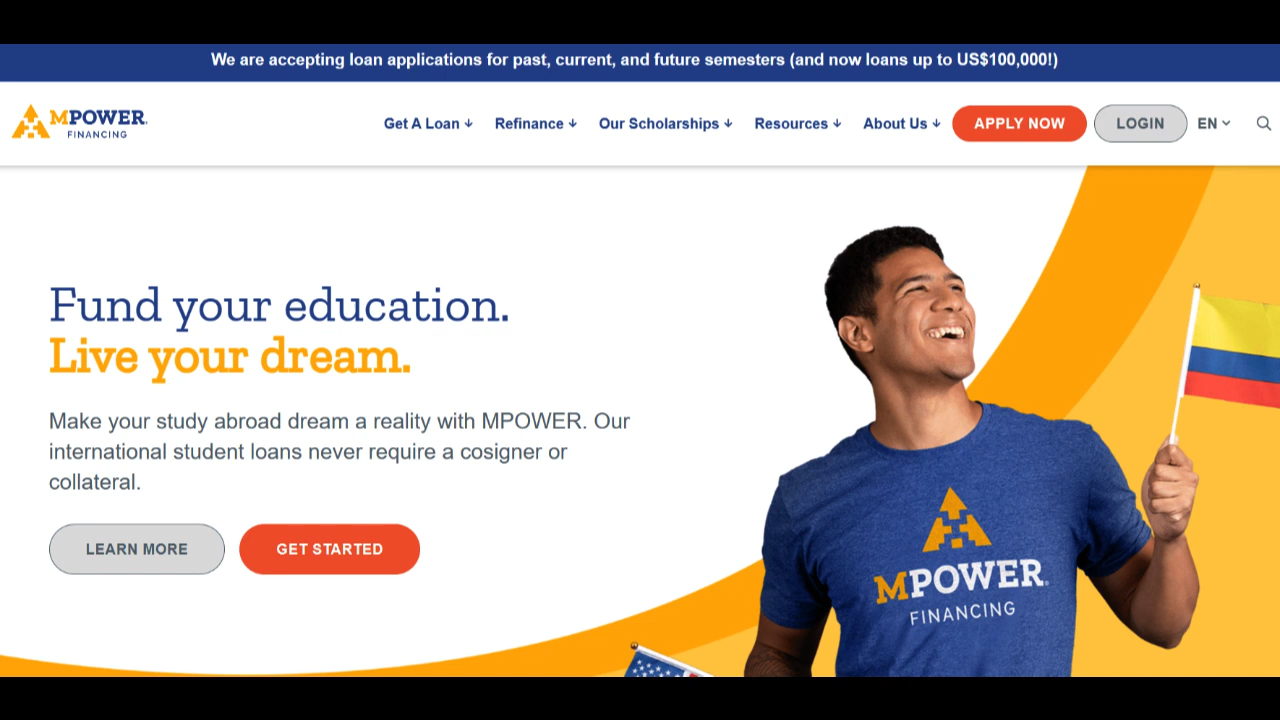 We are accepting loan applications for past, current, and future semesters (and now loans up to US$100,000!)
MPOWER.
FINANCING
Get A Loan
Refinance
Our Scholarships
Resources
About Us
APPLY NOW
LOGIN
EN
Fund your education.
Live your dream.
Make your study abroad dream a reality with MPOWER. Our
international student loans never require a cosigner or
collateral.
LEARN MORE
GET STARTED
MPOWER.
FINANCING